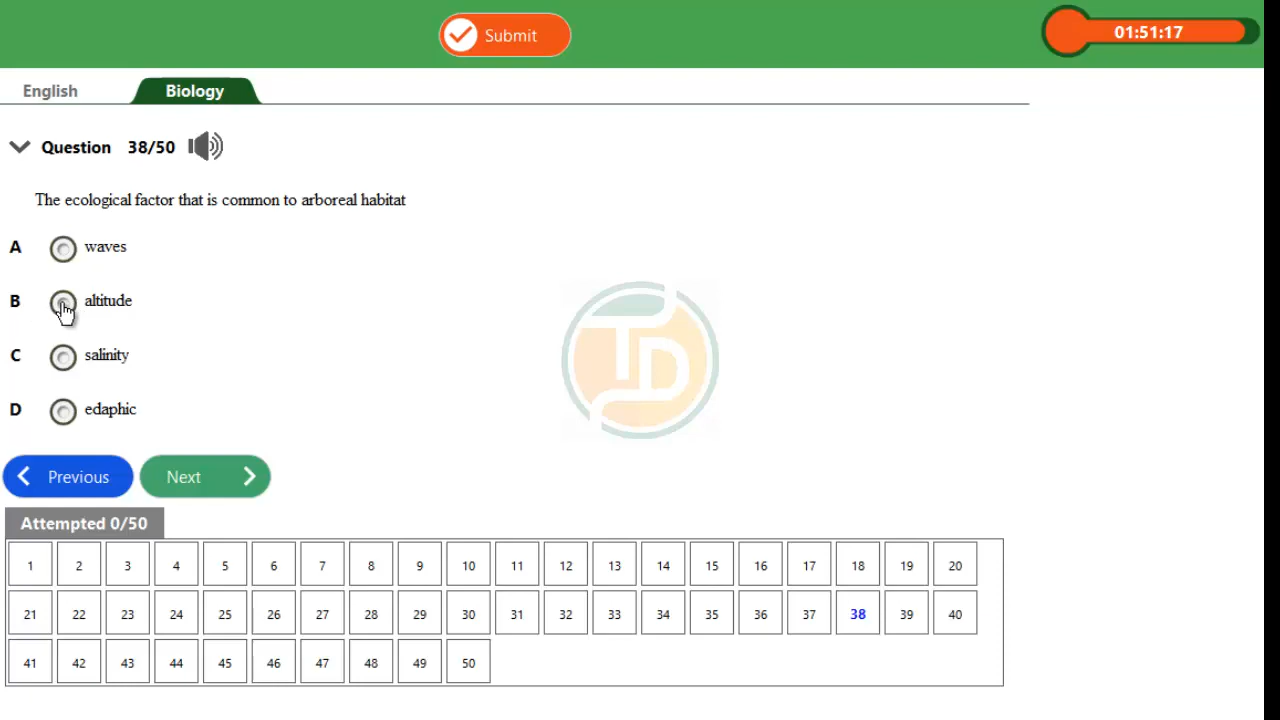 Submit
01:51:17
English
Biology
Question 38/50
The ecological factor that is common to arboreal habitat
A waves
B altitude
C salinity
D edaphic
Previous
Next
Attempted 0/50
1 2 3 4 5 6 7 8 9 10 11 12 13 14 15 16 17 18 19 20
21 22 23 24 25 26 27 28 29 30 31 32 33 34 35 36 37 38 39 40
41 42 43 44 45 46 47 48 49 50
TD